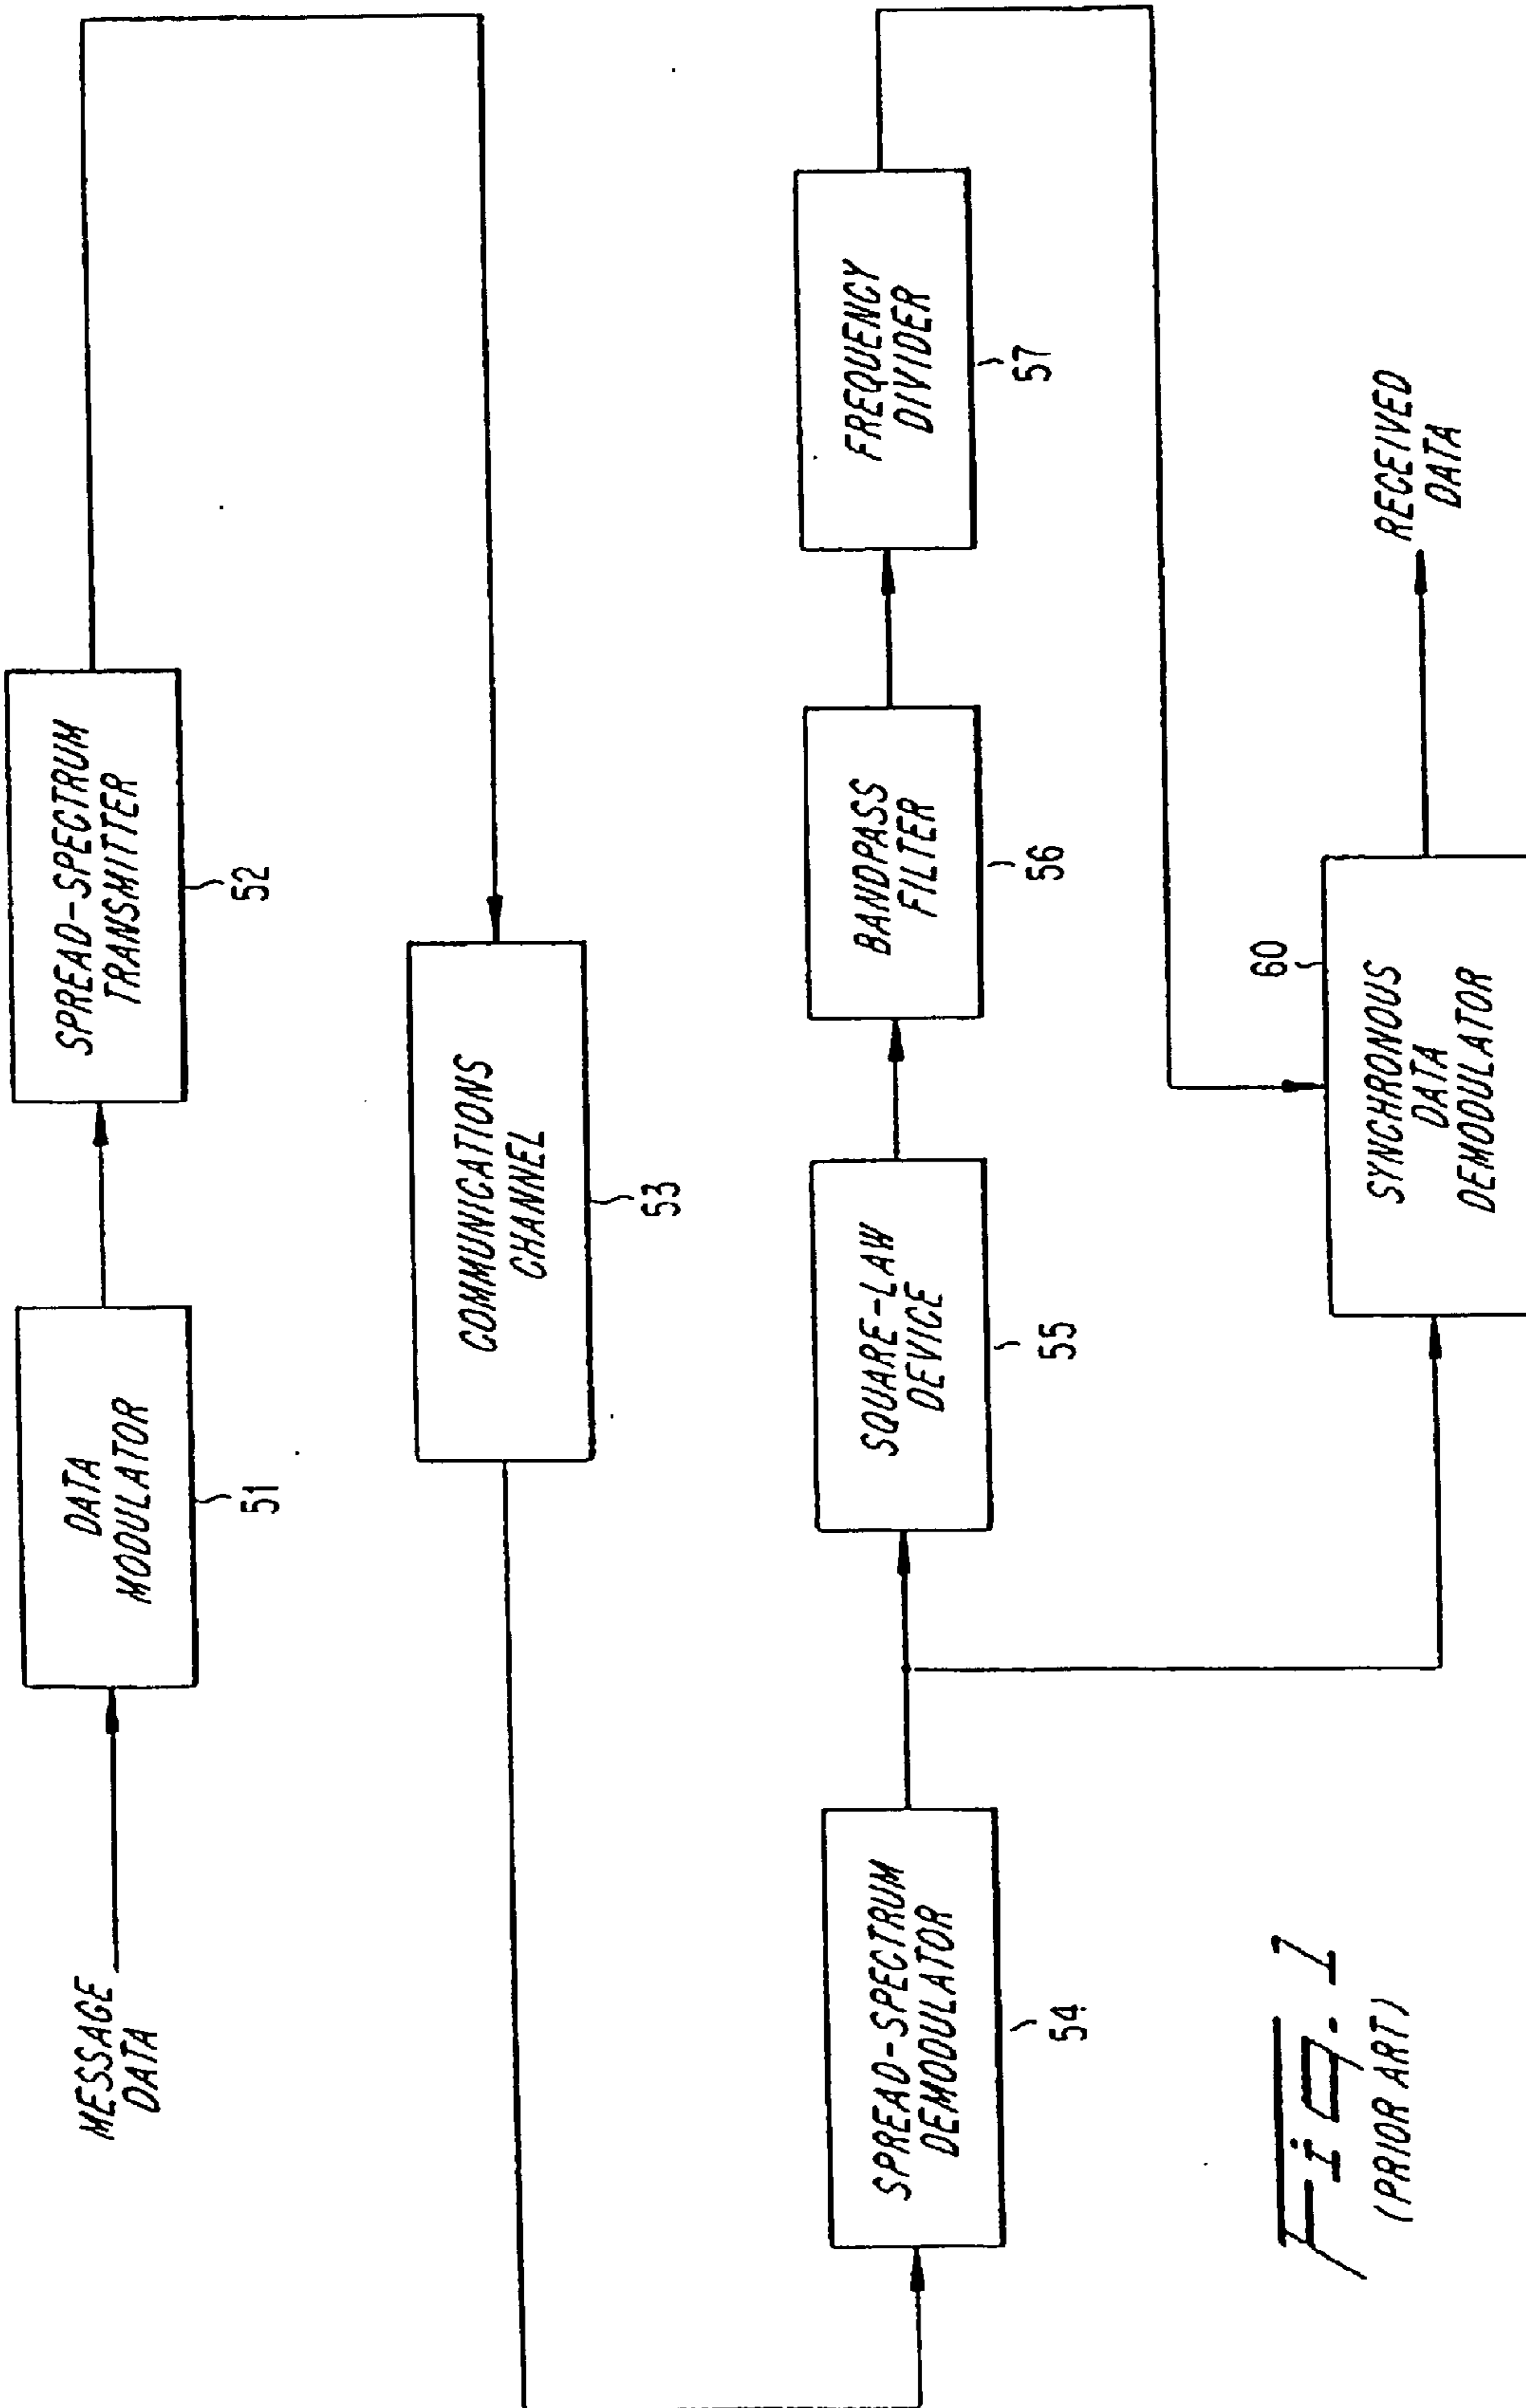 MESSAGE
DATA
DATA
MODULATOR
51
SPREAD-SPECTRUM
TRANSMITTER
52
COMMUNICATIONS
CHANNEL
53
SPREAD-SPECTRUM
DEMODULATOR
54
SQUARE-LAW
DEVICE
55
BANDPASS
FILTER
56
FREQUENCY
DIVIDER
57
60
SYNCHRONOUS
DATA
DEMODULATOR
RECEIVED
DATA
Fig. 1
(PRIOR ART)